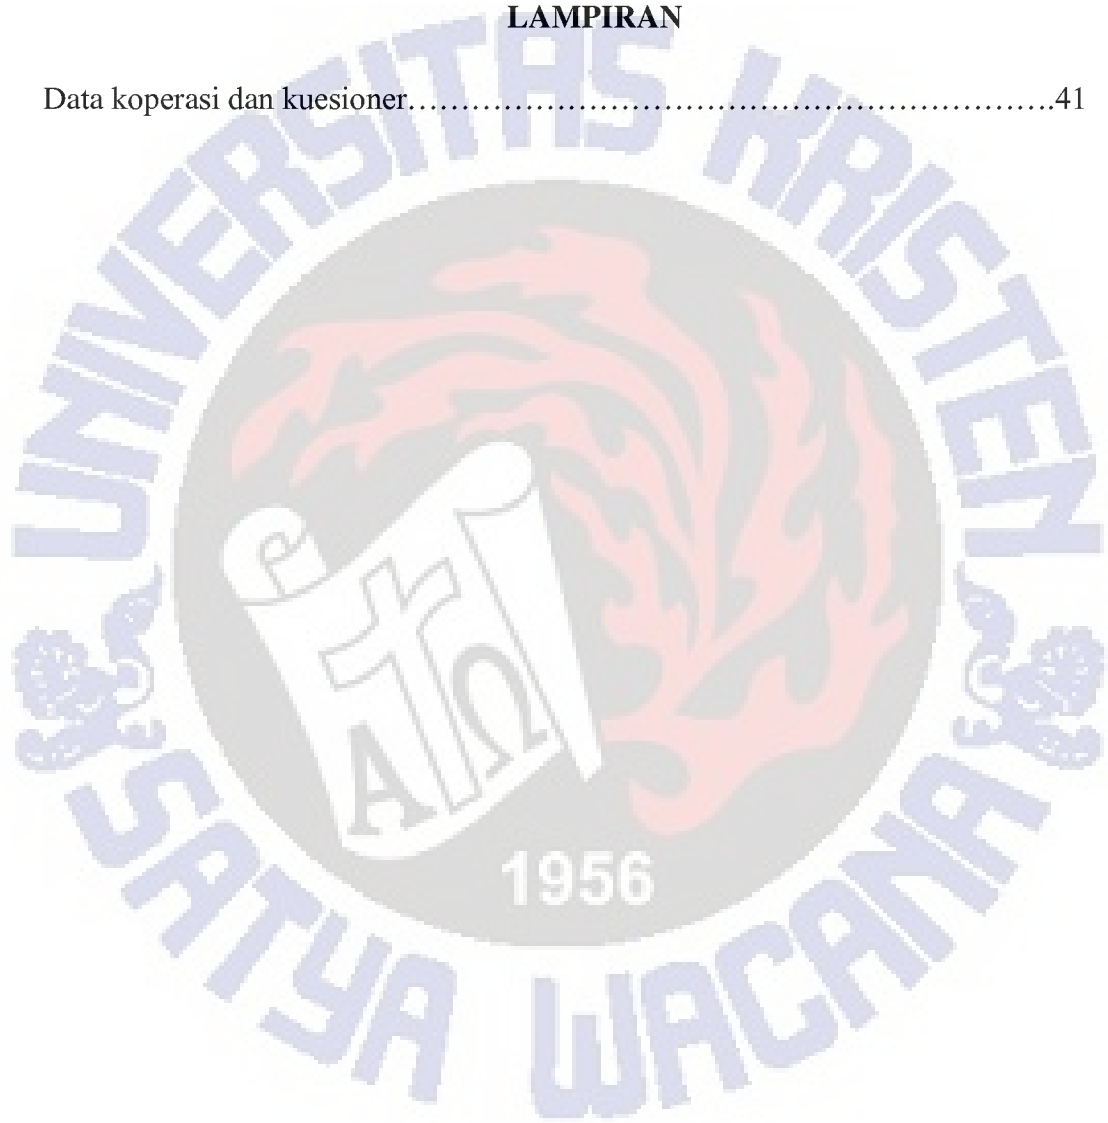 LAMPIRAN
Data koperasi dan kuesioner……………………………………………………41
UNIVERSITAS KRISTEN
SATYA WACANA
Α Ω
1956